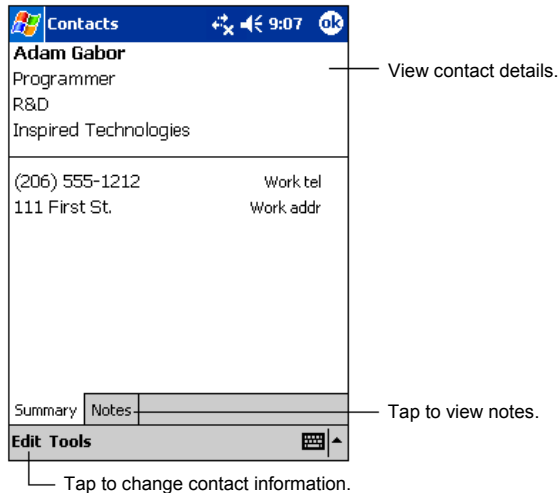 Contacts 9:07 ok
Adam Gabor
Programmer
R&D
Inspired Technologies
View contact details.
(206) 555-1212 Work tel
111 First St. Work addr
Summary Notes
Tap to view notes.
Edit Tools
Tap to change contact information.